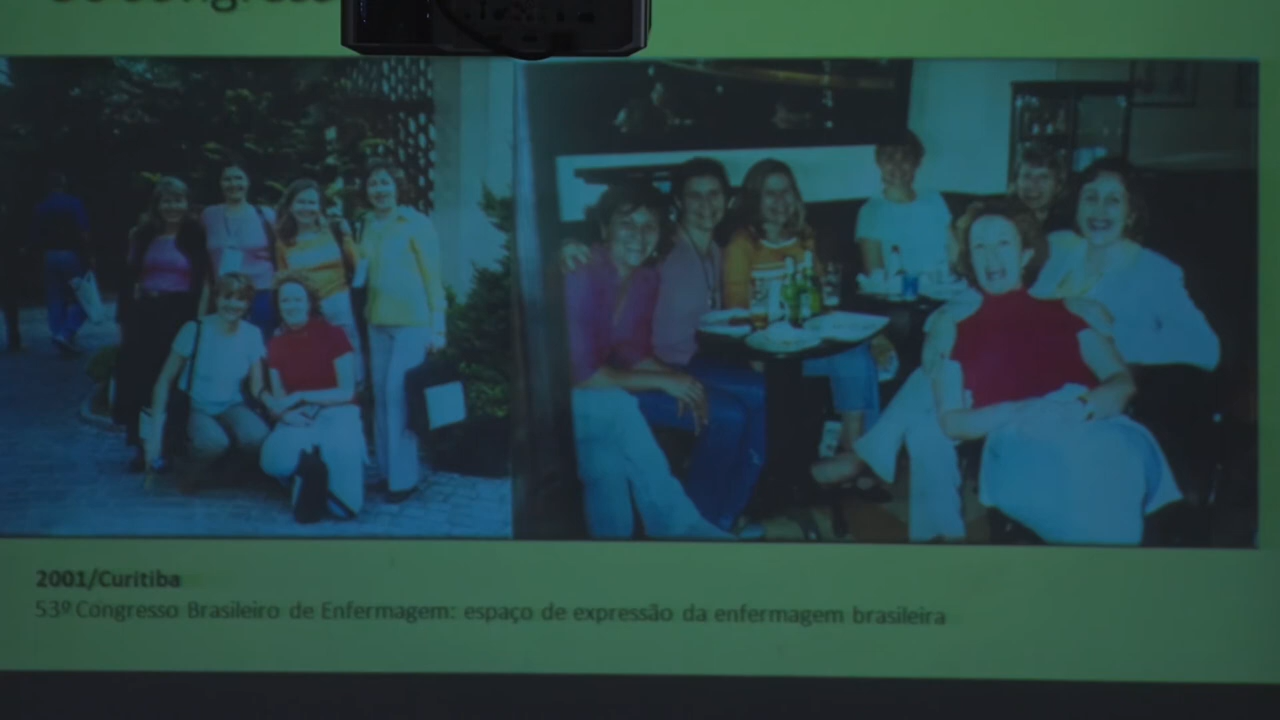 2001/Curitiba
53º Congresso Brasileiro de Enfermagem: espaço de expressão da enfermagem brasileira